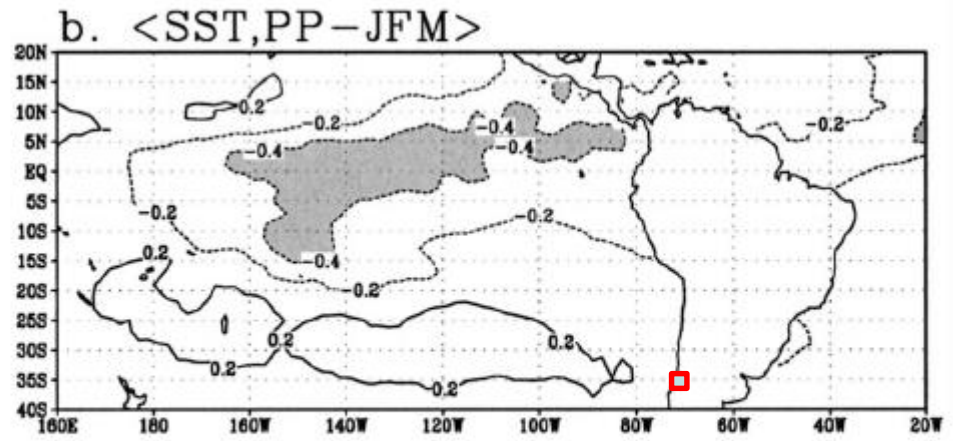 b. <SST,PP-JFM>
20N
15N
10N
5N
EQ
5S
10S
15S
20S
25S
30S
35S
40S
160E 180 160W 140W 120W 100W 80W 60W 40W 20W
0.2
-0.2
-0.4
-0.4
-0.4
-0.2
-0.2
-0.2
-0.4
0.2
-0.2
0.2
0.2
0.2
0.2